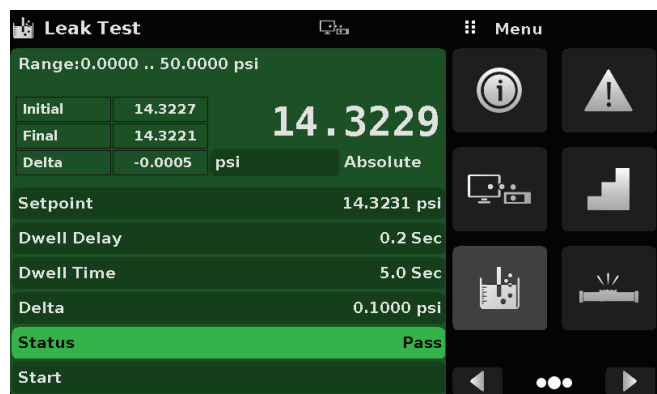 Leak Test
Menu
Range:0.0000 .. 50.0000 psi
Initial 14.3227
Final 14.3221
Delta -0.0005
14.3229
psi Absolute
Setpoint 14.3231 psi
Dwell Delay 0.2 Sec
Dwell Time 5.0 Sec
Delta 0.1000 psi
Status Pass
Start